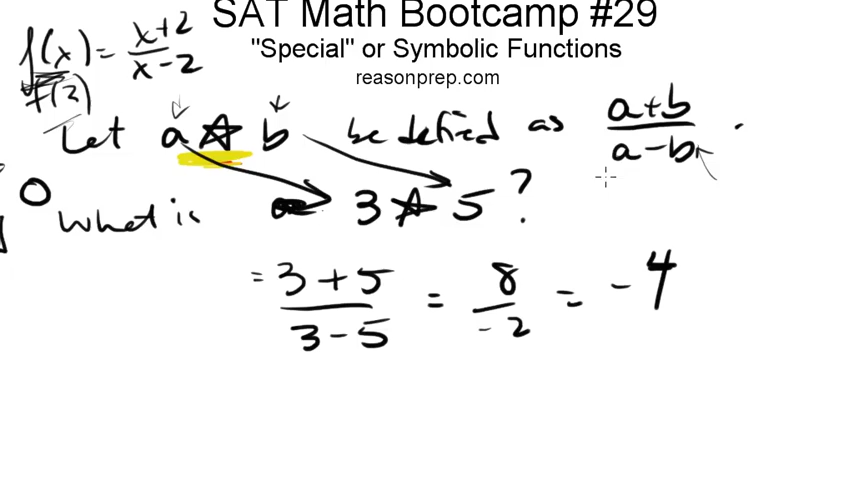 SAT Math Bootcamp #29
"Special" or Symbolic Functions
reasonprep.com
f(x) = x+2 / x-2
f(3)
Let a ☆ b be defined as a+b / a-b .
What is 3 ☆ 5 ?
= 3+5 / 3-5 = 8 / -2 = -4